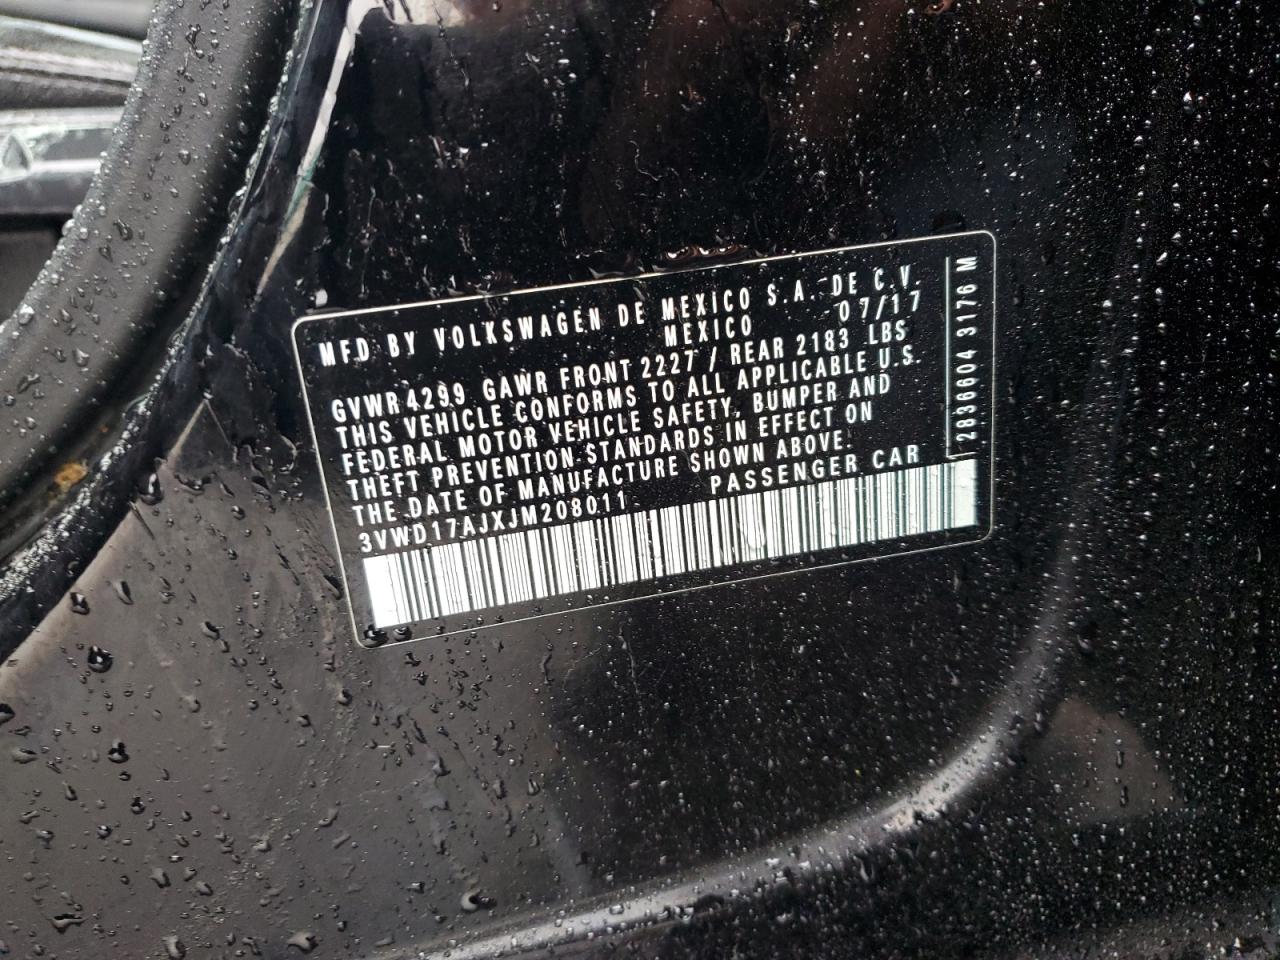 MFD BY VOLKSWAGEN DE MEXICO S.A. DE C.V.
MEXICO 07/17
GVWR 4299 GAWR FRONT 2227 / REAR 2183 LBS
THIS VEHICLE CONFORMS TO ALL APPLICABLE U.S.
FEDERAL MOTOR VEHICLE SAFETY, BUMPER AND
THEFT PREVENTION STANDARDS IN EFFECT ON
THE DATE OF MANUFACTURE SHOWN ABOVE.
3VWD17AJXJM208011 PASSENGER CAR
2836604 3176 M